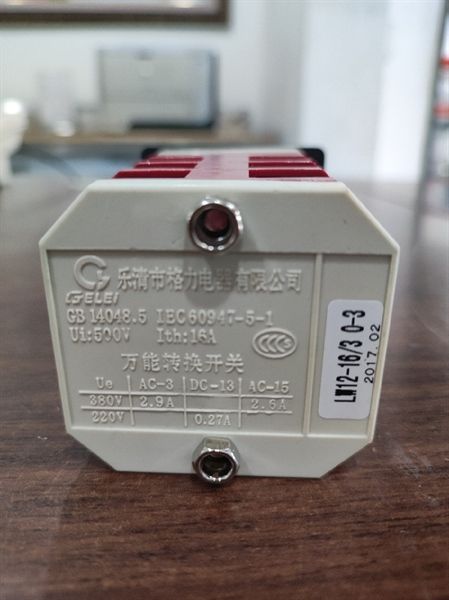 乐清市格力电器有限公司
GELEI
GB 14048.5 IEC60947-5-1
Ui:500V Ith:16A
CCC
万能转换开关
Ue AC-3 DC-13 AC-15
380V 2.9A 2.6A
220V 0.27A
LW12-16/3 0-3
2017.02